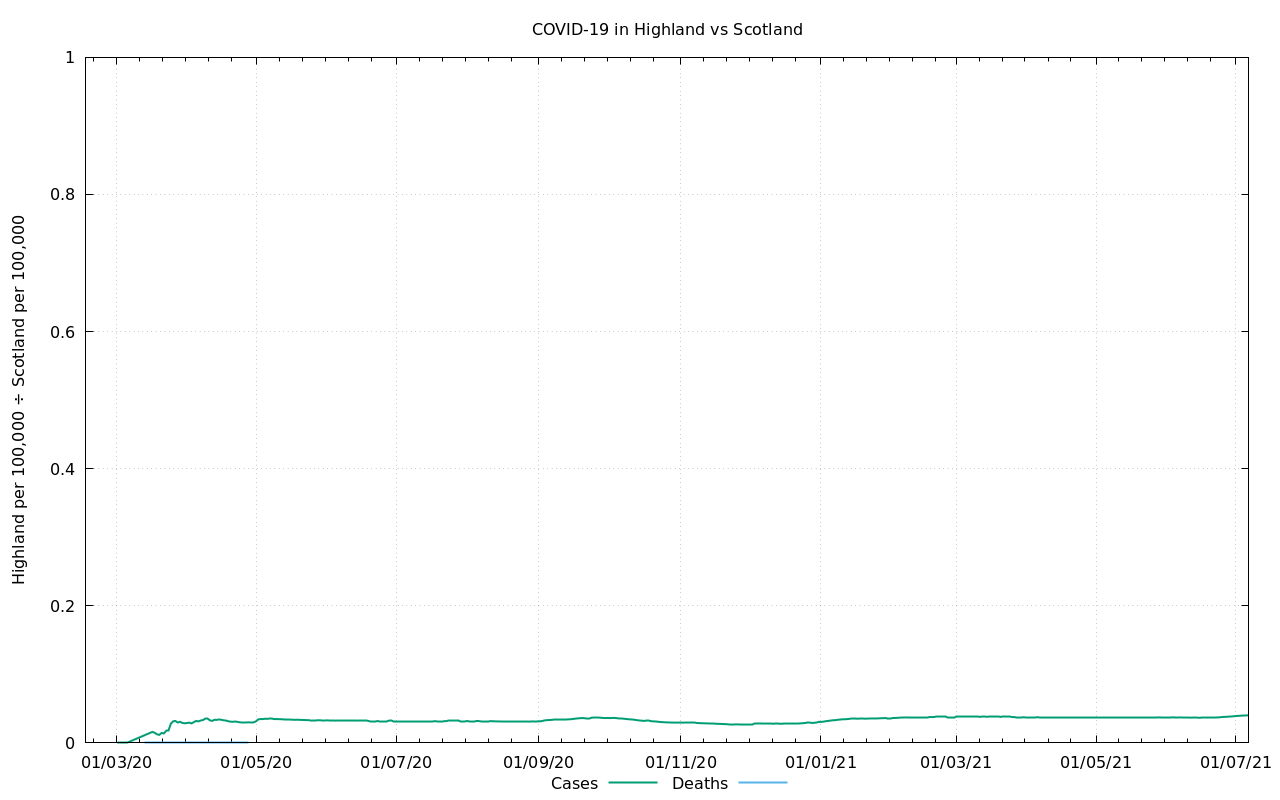 COVID-19 in Highland vs Scotland
Highland per 100,000 ÷ Scotland per 100,000
1
0.8
0.6
0.4
0.2
0
01/03/20 01/05/20 01/07/20 01/09/20 01/11/20 01/01/21 01/03/21 01/05/21 01/07/21
Cases Deaths